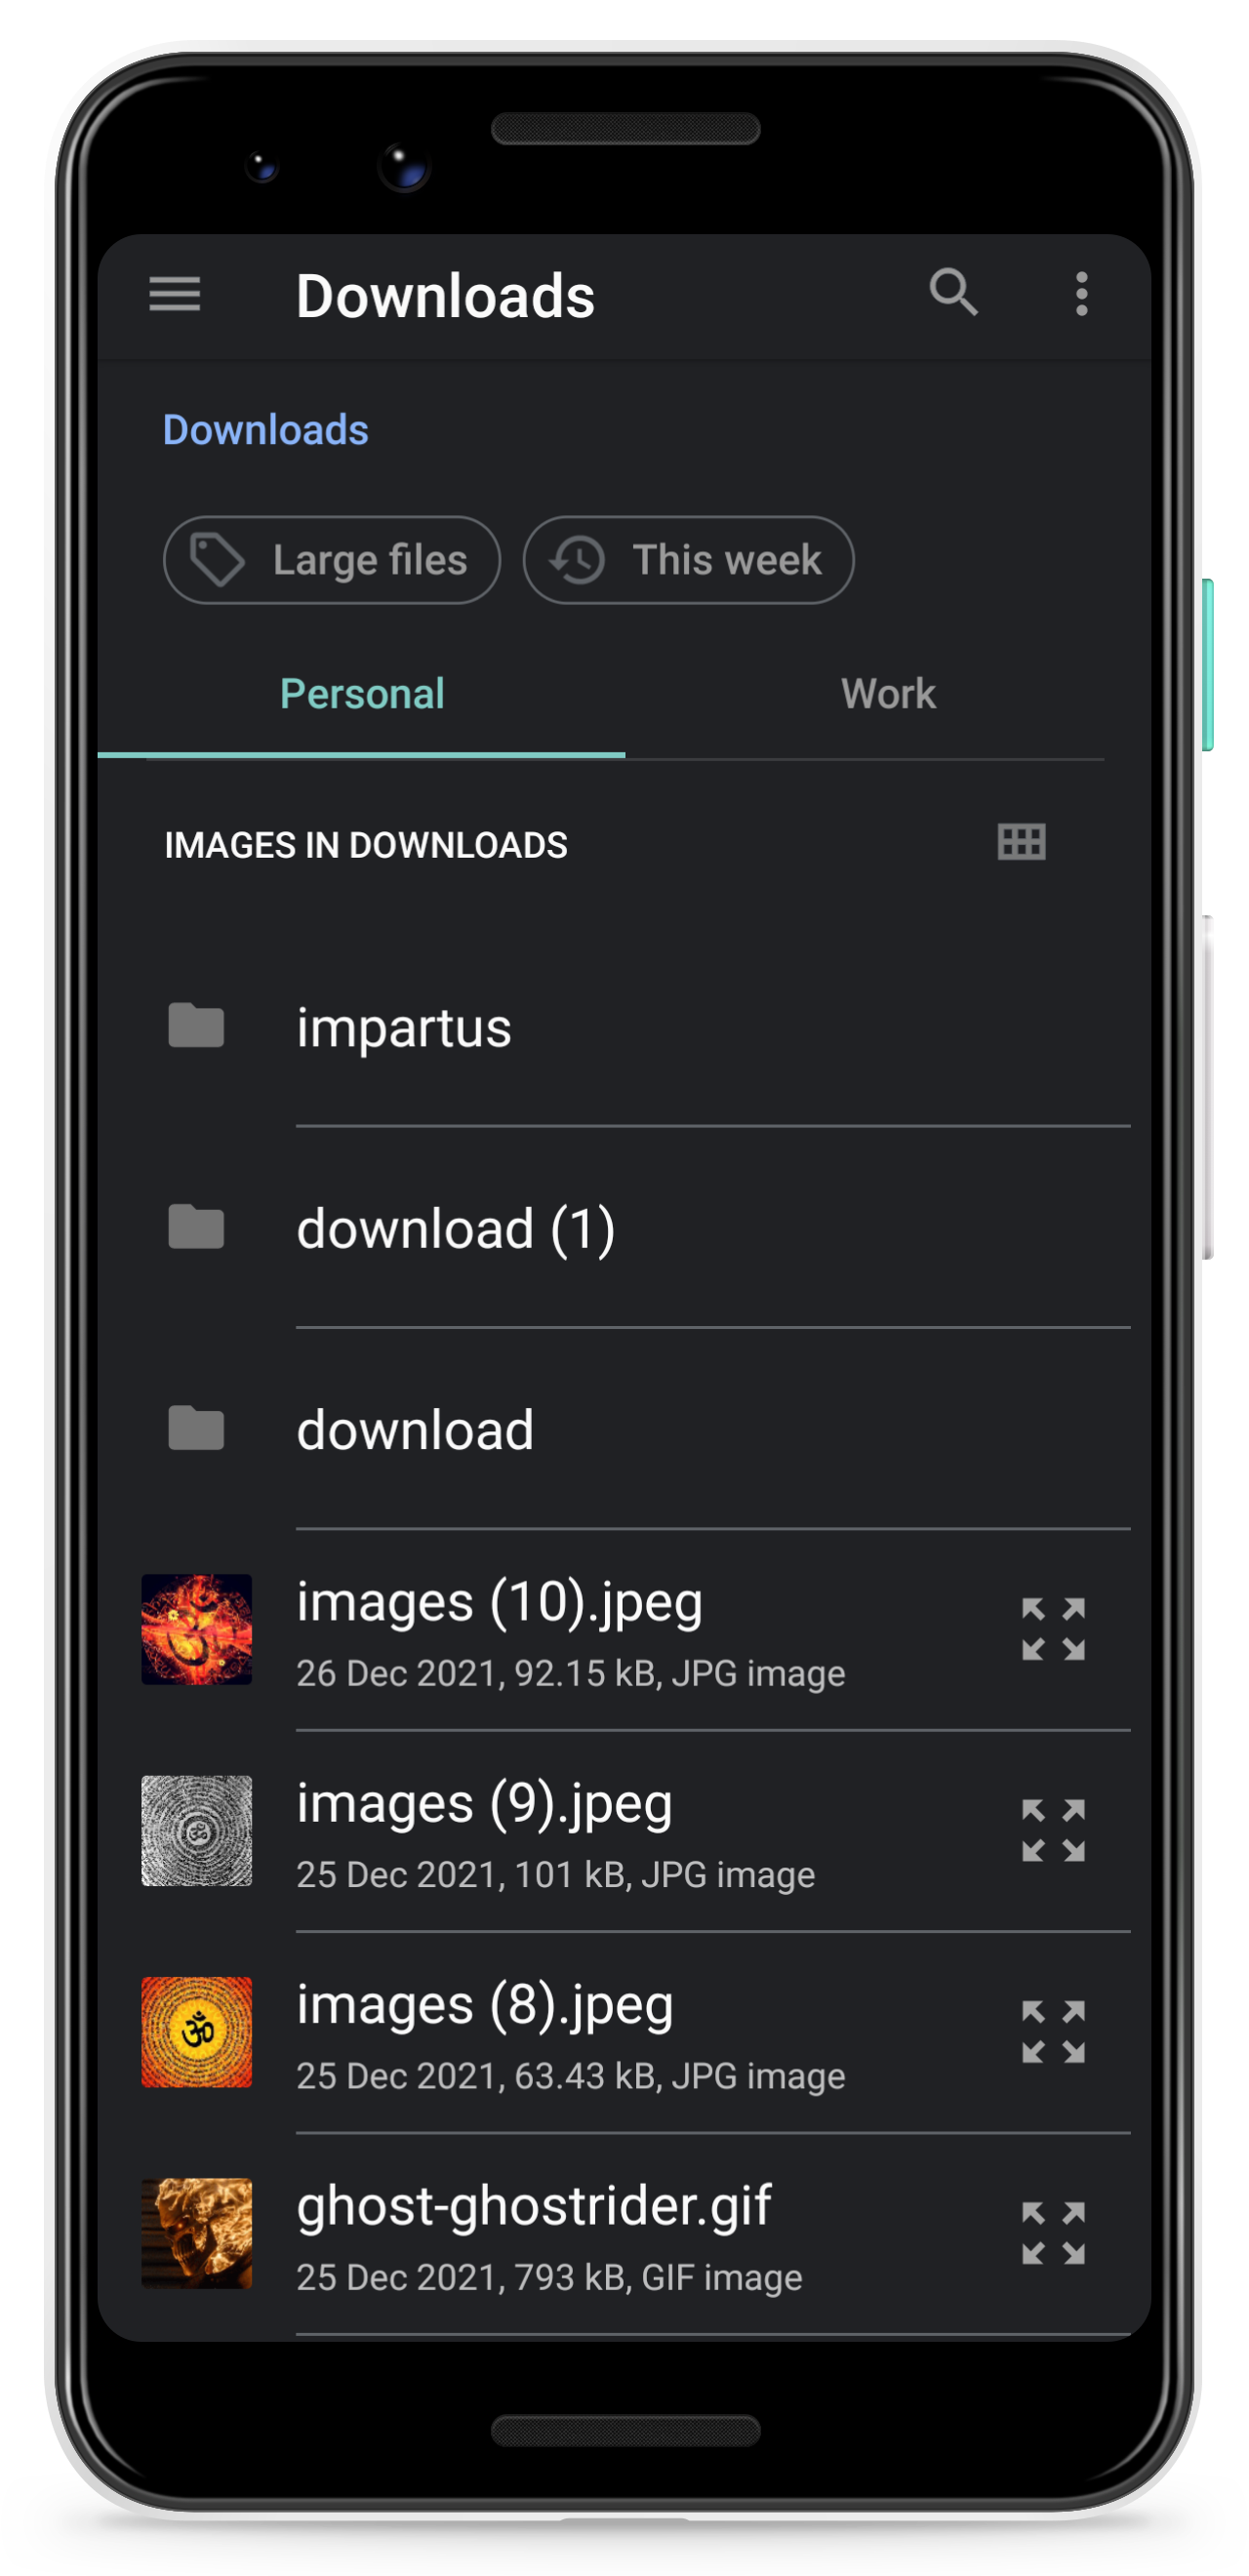 Downloads
Downloads
Large files
This week
Personal
Work
IMAGES IN DOWNLOADS
impartus
download (1)
download
images (10).jpeg
26 Dec 2021, 92.15 kB, JPG image
images (9).jpeg
25 Dec 2021, 101 kB, JPG image
images (8).jpeg
25 Dec 2021, 63.43 kB, JPG image
ghost-ghostrider.gif
25 Dec 2021, 793 kB, GIF image